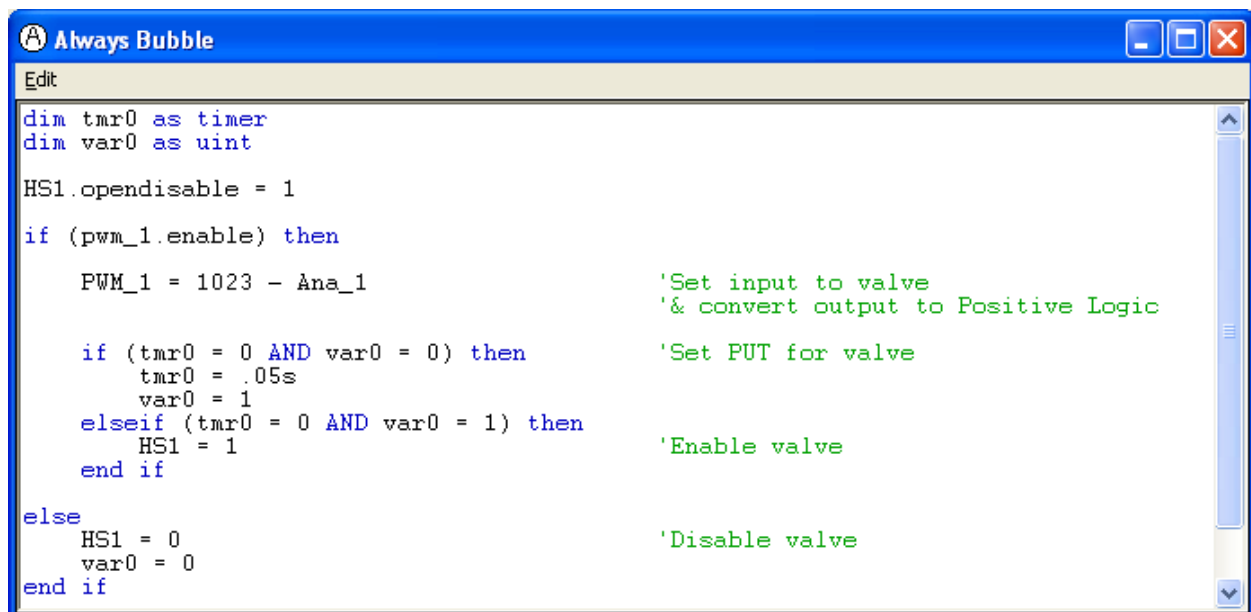 Always Bubble
Edit
dim tmr0 as timer
dim var0 as uint
HS1.opendisable = 1
if (pwm_1.enable) then
PWM_1 = 1023 – Ana_1 'Set input to valve
'& convert output to Positive Logic
if (tmr0 = 0 AND var0 = 0) then 'Set PUT for valve
tmr0 = .05s
var0 = 1
elseif (tmr0 = 0 AND var0 = 1) then
HS1 = 1 'Enable valve
end if
else
HS1 = 0 'Disable valve
var0 = 0
end if